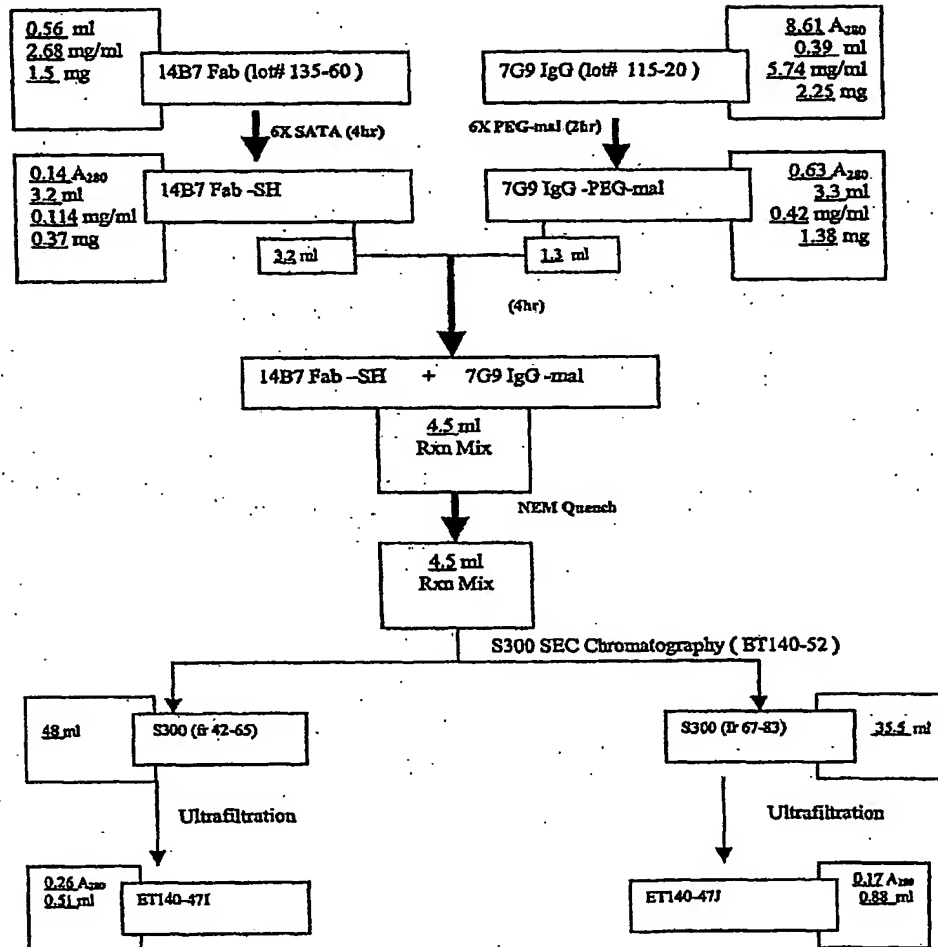 0.56 ml
2.68 mg/ml
1.5 mg
14B7 Fab (lot# 135-60 )
7G9 IgG (lot# 115-20)
8.61 A280
0.39 ml
5.74 mg/ml
2.25 mg
6X SATA (4hr)
6X PEG-mal (2hr)
0.14 A280
3.2 ml
0.114 mg/ml
0.37 mg
14B7 Fab -SH
7G9 IgG -PEG-mal
0.63 A280
3.3 ml
0.42 mg/ml
1.38 mg
3.2 ml
1.3 ml
(4hr)
14B7 Fab -SH + 7G9 IgG -mal
4.5 ml
Rxn Mix
NEM Quench
4.5 ml
Rxn Mix
S300 SEC Chromatography ( BT140-52 )
48 ml
S300 (fr 42-65)
S300 (fr 67-83)
35.5 ml
Ultrafiltration
Ultrafiltration
0.26 A280
0.51 ml
ET140-47I
ET140-47J
0.17 A280
0.88 ml